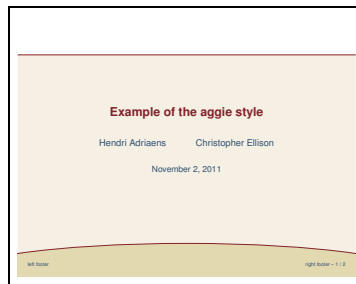 Example of the aggie style
Hendri Adriaens Christopher Ellison
November 2, 2011
left footer right footer – 1 / 2